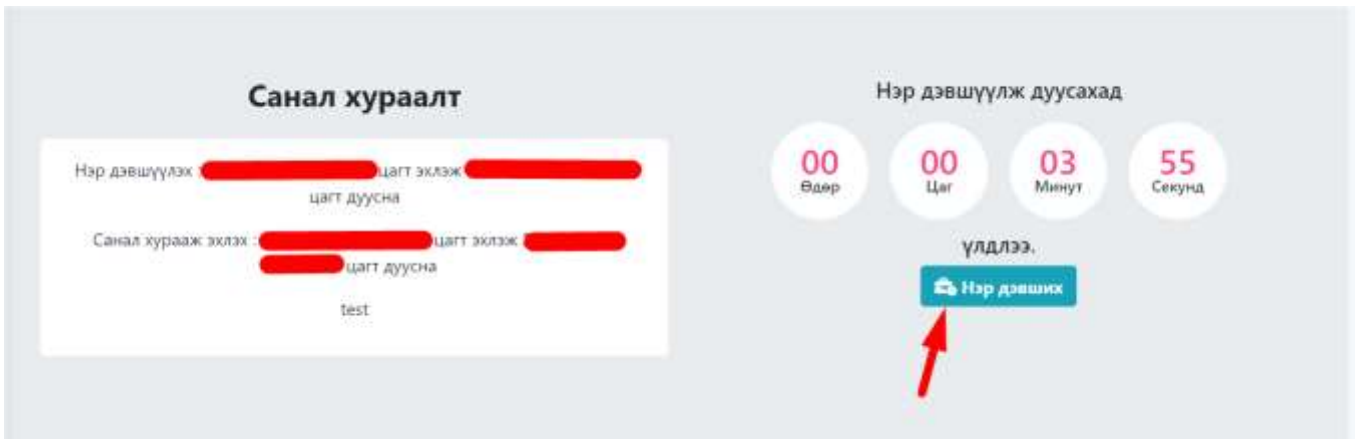 Санал хураалт
Нэр дэвшүүлэх : цагт эхлэж
цагт дуусна
Санал хурааж эхлэх : цагт эхлэж
цагт дуусна
test
Нэр дэвшүүлж дуусахад
00 00 03 55
Өдөр Цаг Минут Секунд
үлдлээ.
Нэр дэвших